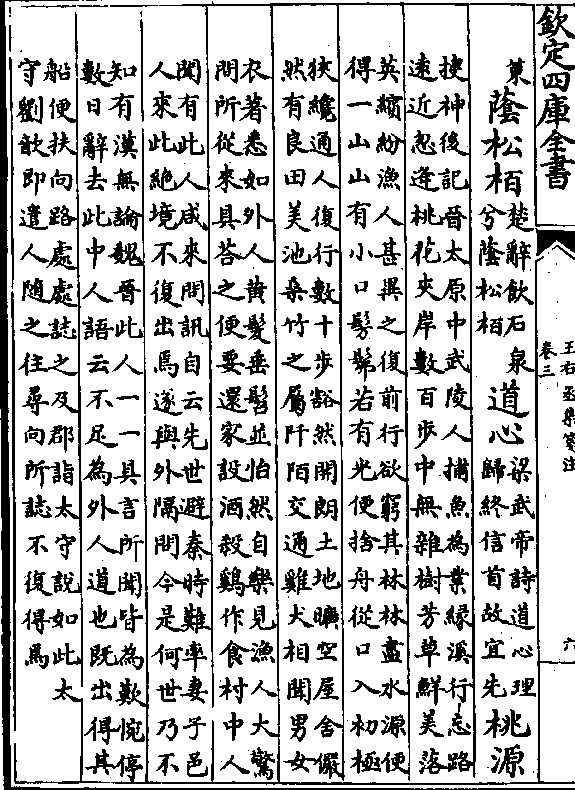 欽定四庫全書
王右丞集箋注
卷三
六
策
蔭松栢
楚辭飲石泉
兮蔭松栢
道心
梁武帝詩道心理
歸終信首故宜先
桃源
搜神後記晉太原中武陵人捕魚為業緣溪行忘路
遠近忽逢桃花夾岸數百步中無雜樹芳草鮮美落
英繽紛漁人甚異之復前行欲窮其林林盡水源便
得一山山有小口髣髴若有光便捨舟從口入初極
狹纔通人復行數十步豁然開朗土地曠空屋舍儼
然有良田美池桑竹之屬阡陌交通雞犬相聞男女
衣著悉如外人黄髮垂髫並怡然自樂見漁人大驚
問所從來具荅之便要還家設酒殺鷄作食村中人
聞有此人咸來問訊自云先世避秦時難率妻子邑
人來此絶境不復出焉遂與外隔問今是何世乃不
知有漢無論魏晉此人一一具言所聞皆為歎惋停
數日辭去此中人語云不足為外人道也既出得其
船便扶向路處處誌之及郡詣太守說如此太
守劉歆即遣人隨之往尋向所誌不復得焉